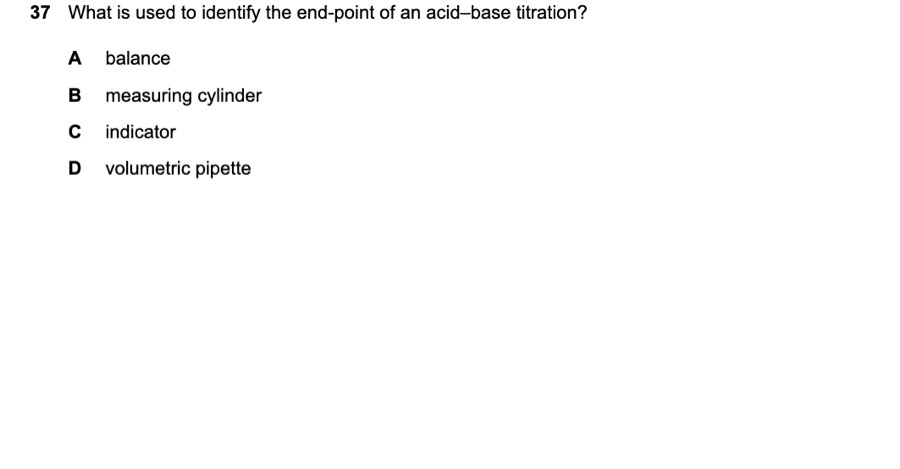 37 What is used to identify the end-point of an acid–base titration?
A balance
B measuring cylinder
C indicator
D volumetric pipette